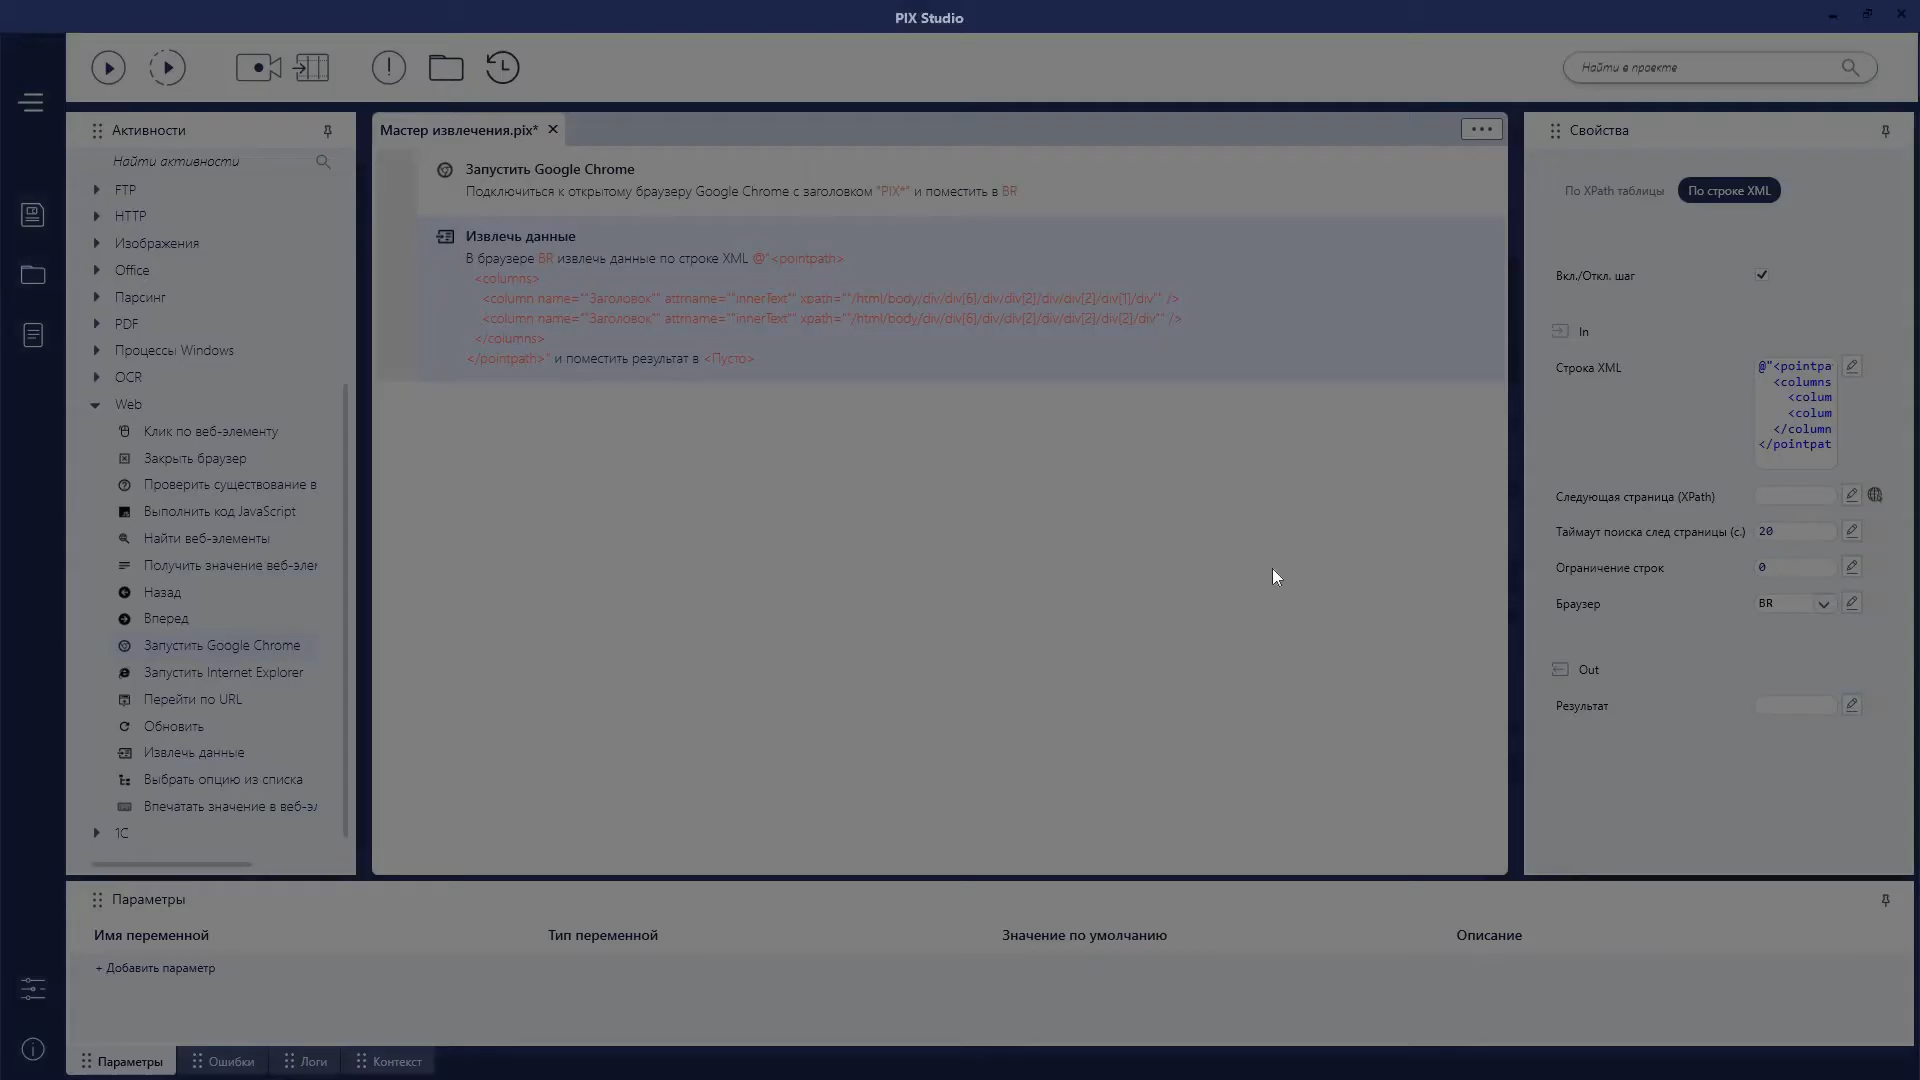 PIX Studio
Найти в проекте
Активности
Найти активности
FTP
HTTP
Изображения
Office
Парсинг
PDF
Процессы Windows
OCR
Web
Клик по веб-элементу
Закрыть браузер
Проверить существование в
Выполнить код JavaScript
Найти веб-элементы
Получить значение веб-элем
Назад
Вперед
Запустить Google Chrome
Запустить Internet Explorer
Перейти по URL
Обновить
Извлечь данные
Выбрать опцию из списка
Впечатать значение в веб-эл
1С
Мастер извлечения.pix*
Запустить Google Chrome
Подключиться к открытому браузеру Google Chrome с заголовком "PIX*" и поместить в BR
Извлечь данные
В браузере BR извлечь данные по строке XML @"<pointpath>
<columns>
<column name=""Заголовок"" attrname=""innerText"" xpath=""/html/body/div/div[6]/div/div[2]/div/div[2]/div[1]/div"" />
<column name=""Заголовок"" attrname=""innerText"" xpath=""/html/body/div/div[6]/div/div[2]/div/div[2]/div[2]/div"" />
</columns>
</pointpath>" и поместить результат в <Пусто>
Свойства
По XPath таблицы По строке XML
Вкл./Откл. шаг
In
Строка XML
@"<pointpa
<columns
<colum
<colum
</column
</pointpat
Следующая страница (XPath)
Таймаут поиска след страницы (с.) 20
Ограничение строк 0
Браузер BR
Out
Результат
Параметры
Имя переменной Тип переменной Значение по умолчанию Описание
+ Добавить параметр
Параметры Ошибки Логи Контекст